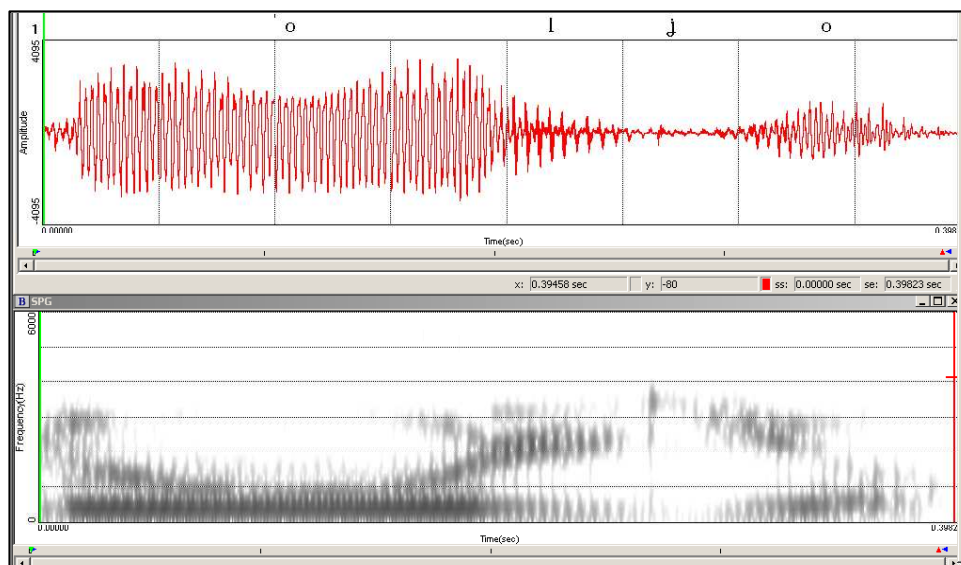 1 o l ɟ o
4095
Amplitude
-4095
0.00000 0.398
Time(sec)
x: 0.39458 sec y: -80 ss: 0.00000 sec se: 0.39823 sec
B SPG
6000
Frequency(Hz)
0
0.00000 0.3982
Time(sec)